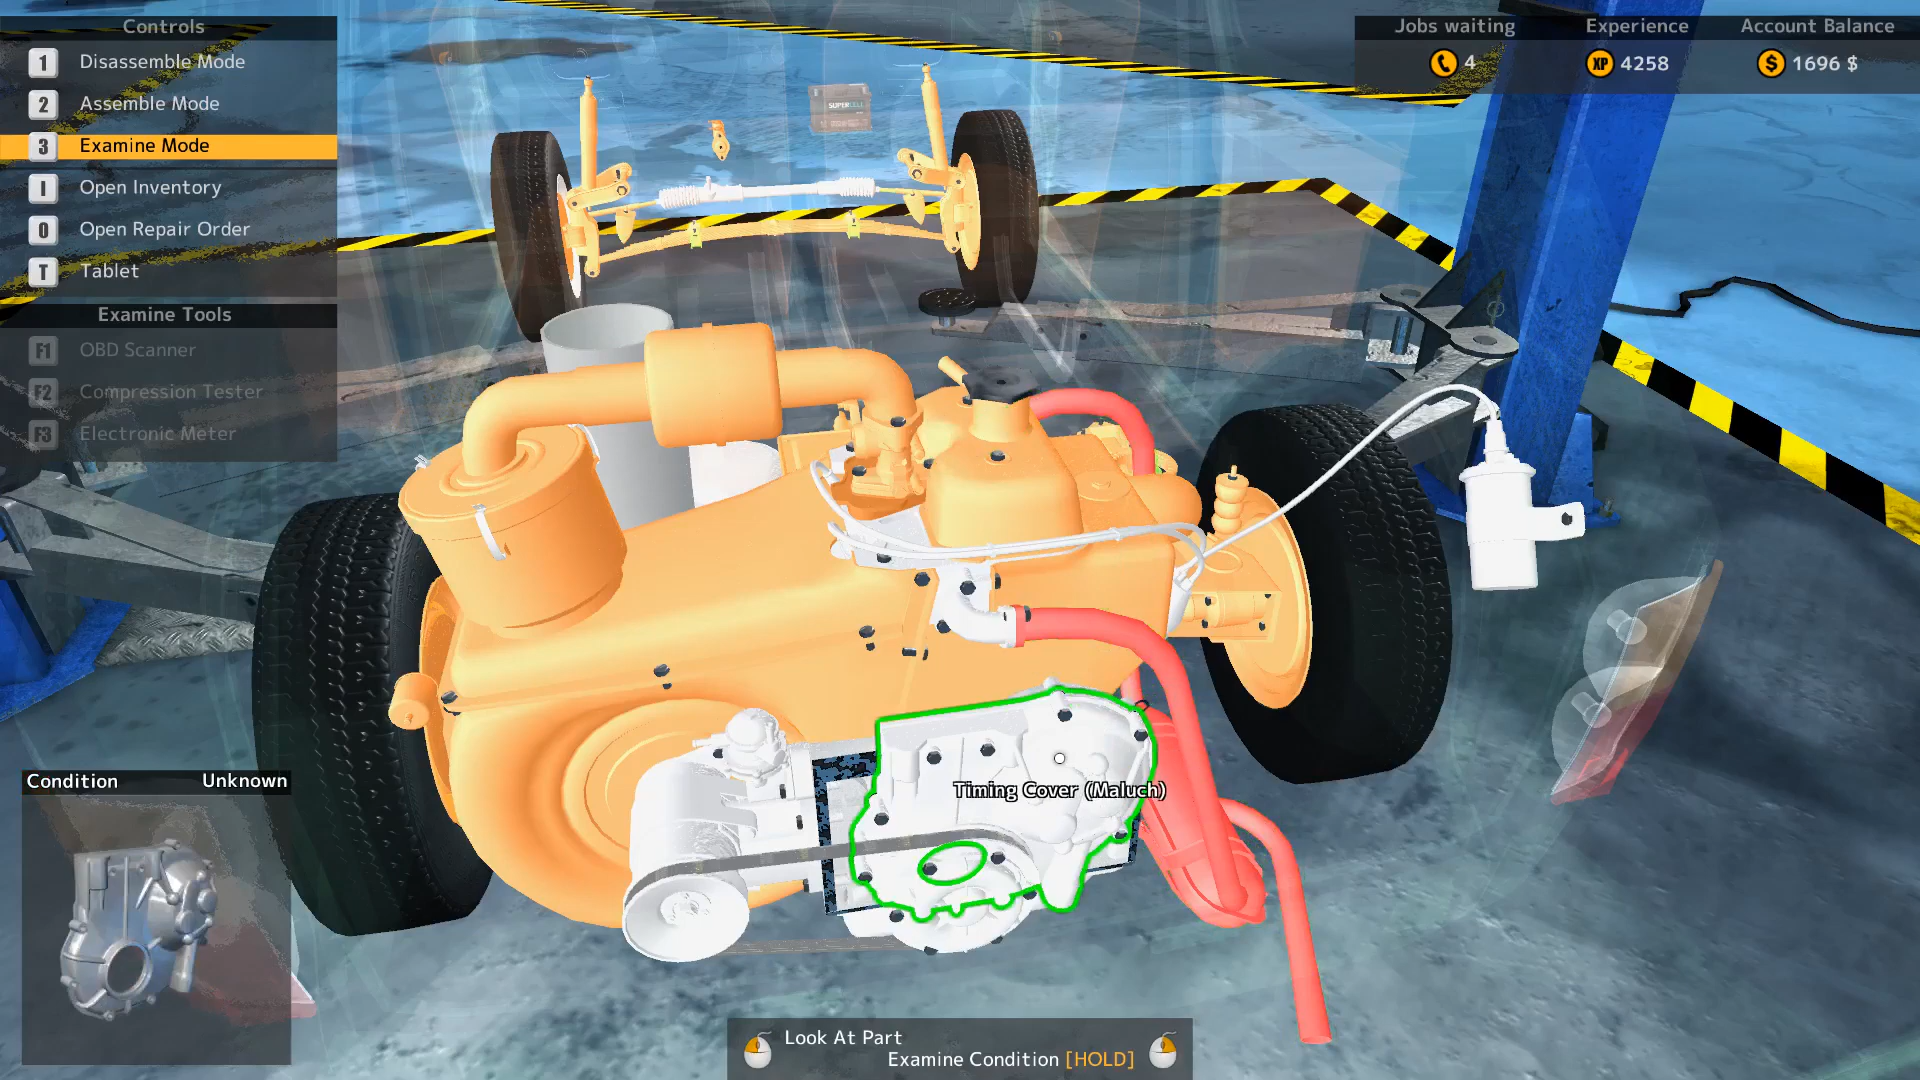 Controls
1 Disassemble Mode
2 Assemble Mode
3 Examine Mode
I Open Inventory
O Open Repair Order
T Tablet
Examine Tools
F1 OBD Scanner
F2 Compression Tester
F3 Electronic Meter
Jobs waiting Experience Account Balance
4 XP 4258 $ 1696 $
Timing Cover (Maluch)
Condition Unknown
Look At Part
Examine Condition [HOLD]